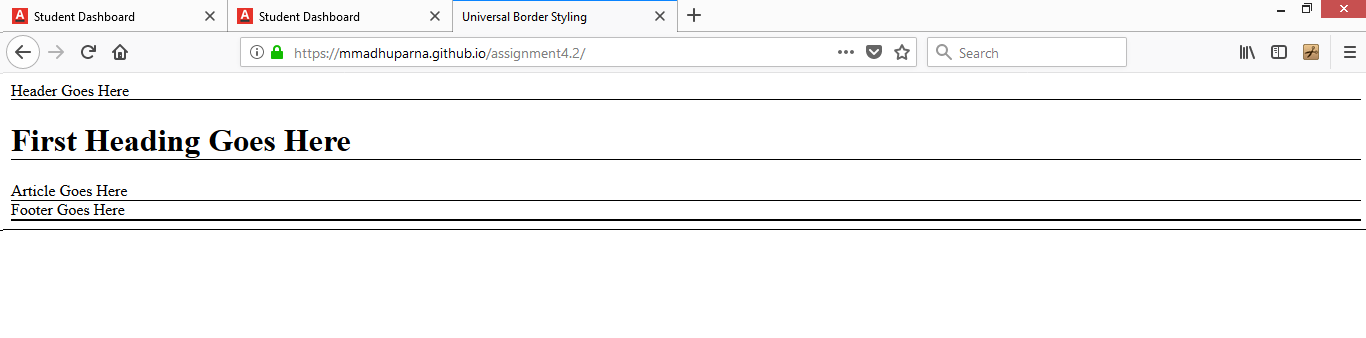 Student Dashboard
Student Dashboard
Universal Border Styling
https://mmadhuparna.github.io/assignment4.2/
Search
Header Goes Here
First Heading Goes Here
Article Goes Here
Footer Goes Here